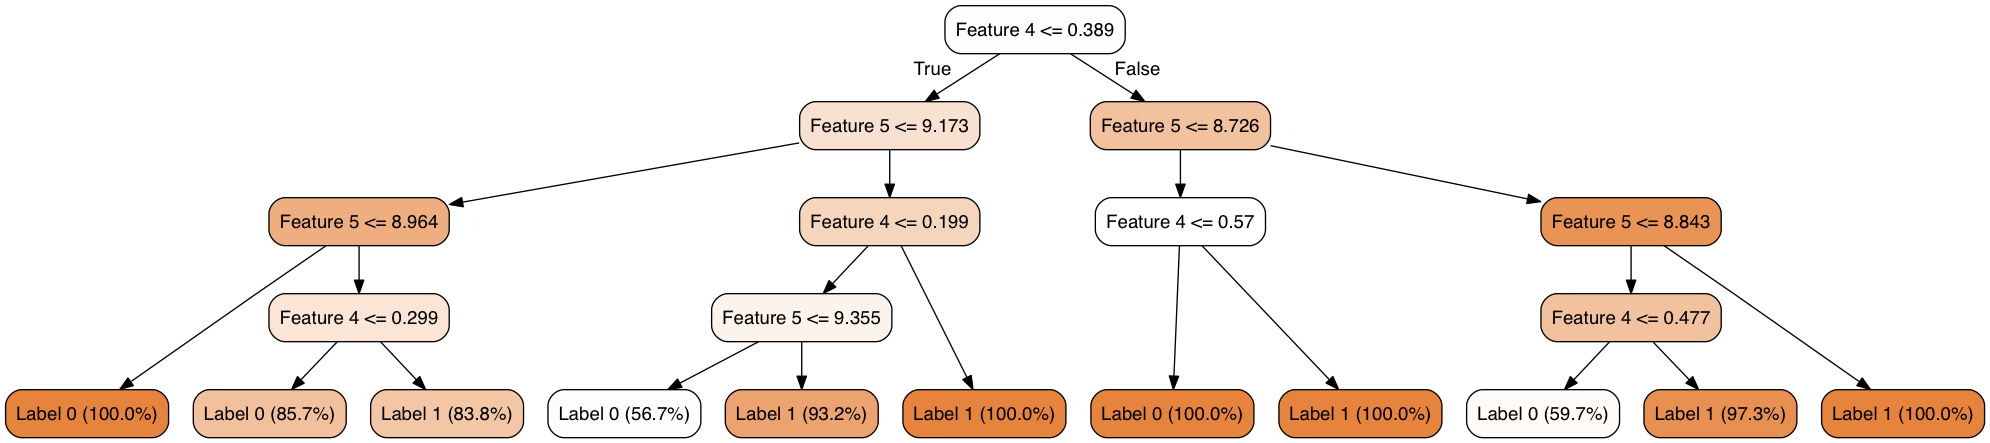 Feature 4 <= 0.389
True
False
Feature 5 <= 9.173
Feature 5 <= 8.726
Feature 5 <= 8.964
Feature 4 <= 0.199
Feature 4 <= 0.57
Feature 5 <= 8.843
Feature 4 <= 0.299
Feature 5 <= 9.355
Feature 4 <= 0.477
Label 0 (100.0%)
Label 0 (85.7%)
Label 1 (83.8%)
Label 0 (56.7%)
Label 1 (93.2%)
Label 1 (100.0%)
Label 0 (100.0%)
Label 1 (100.0%)
Label 0 (59.7%)
Label 1 (97.3%)
Label 1 (100.0%)